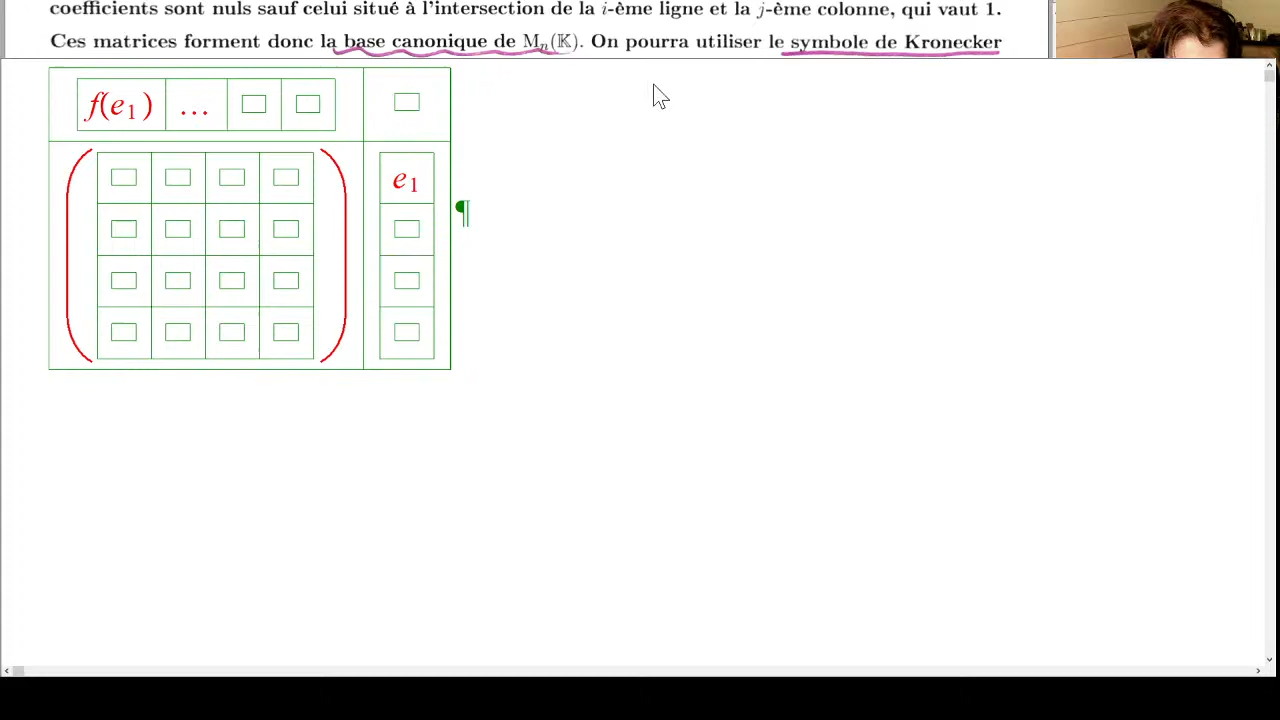 coefficients sont nuls sauf celui situé à l'intersection de la i-ème ligne et la j-ème colonne, qui vaut 1.
Ces matrices forment donc la base canonique de Mₙ(𝕂). On pourra utiliser le symbole de Kronecker
f(e₁) …
e₁
¶